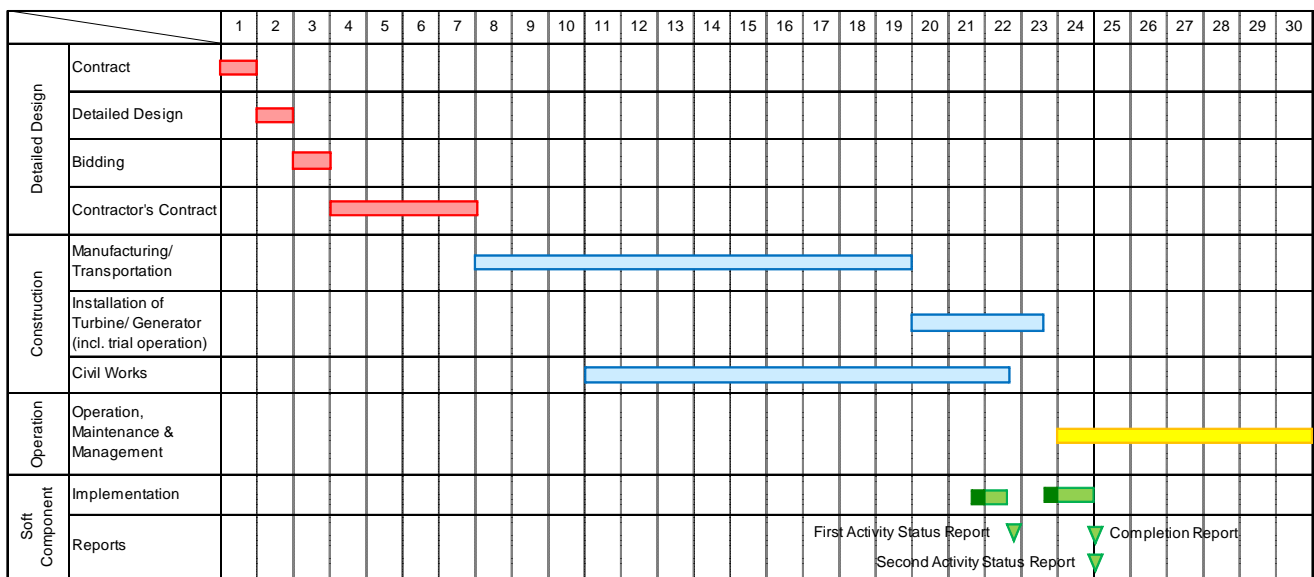 1 2 3 4 5 6 7 8 9 10 11 12 13 14 15 16 17 18 19 20 21 22 23 24 25 26 27 28 29 30
Detailed Design
Contract
Detailed Design
Bidding
Contractor's Contract
Construction
Manufacturing/
Transportation
Installation of
Turbine/ Generator
(incl. trial operation)
Civil Works
Operation
Operation,
Maintenance &
Management
Soft
Component
Implementation
Reports
First Activity Status Report
Completion Report
Second Activity Status Report